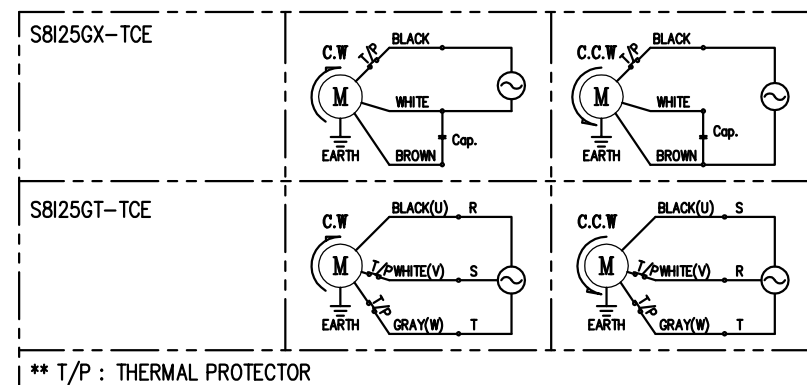 S8I25GX-TCE
C.W
T/P
BLACK
M
WHITE
Cap.
EARTH
BROWN
C.C.W
T/P
BLACK
M
WHITE
Cap.
EARTH
BROWN
S8I25GT-TCE
C.W
BLACK(U) R
M
T/P WHITE(V) S
T/P
EARTH
GRAY(W) T
C.C.W
BLACK(U) S
M
T/P WHITE(V) R
T/P
EARTH
GRAY(W) T
** T/P : THERMAL PROTECTOR